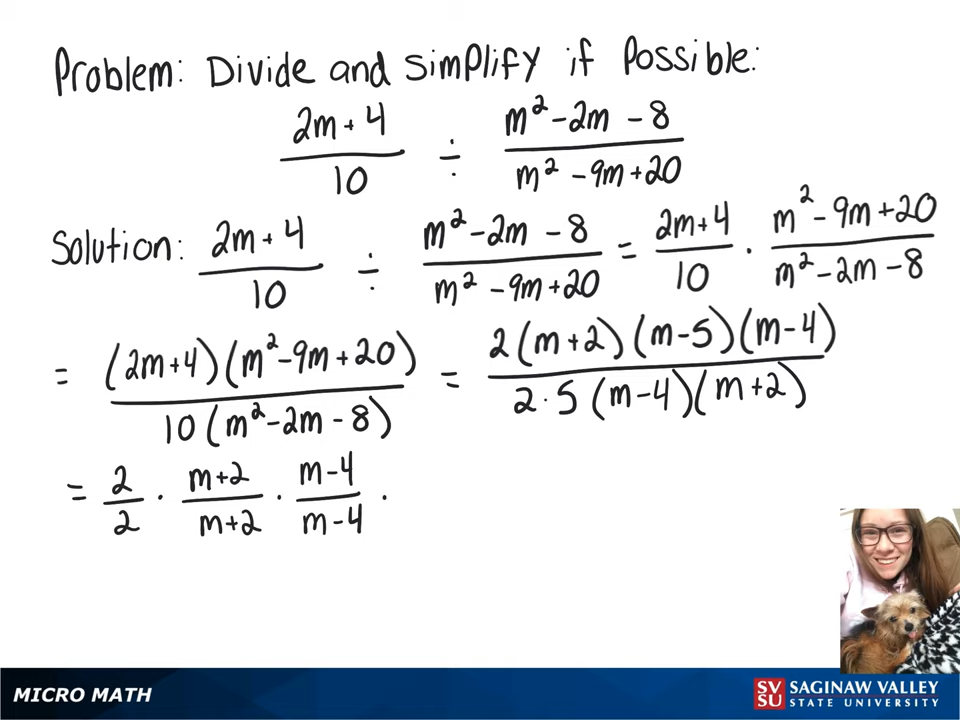 Problem: Divide and simplify if possible:
(2m + 4)/10 ÷ (m² - 2m - 8)/(m² - 9m + 20)
Solution: (2m + 4)/10 ÷ (m² - 2m - 8)/(m² - 9m + 20) = (2m + 4)/10 · (m² - 9m + 20)/(m² - 2m - 8)
= ((2m + 4)(m² - 9m + 20))/(10(m² - 2m - 8)) = (2(m + 2)(m - 5)(m - 4))/(2 · 5(m - 4)(m + 2))
= 2/2 · (m + 2)/(m + 2) · (m - 4)/(m - 4) ·
MICRO MATH
SVSU SAGINAW VALLEY
STATE UNIVERSITY